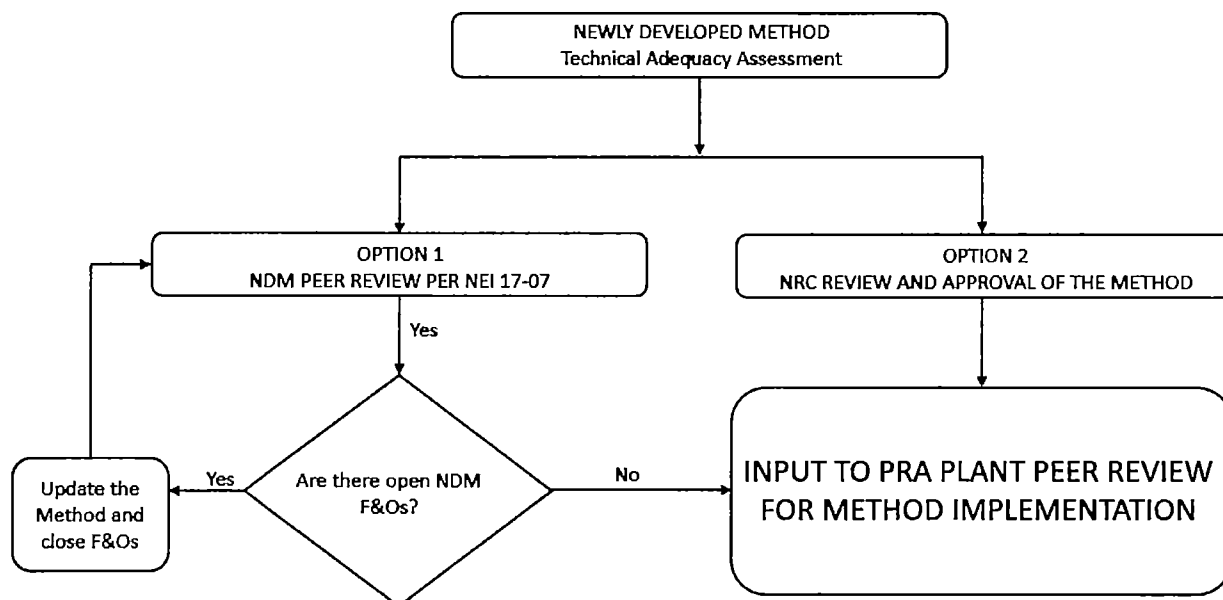 NEWLY DEVELOPED METHOD
Technical Adequacy Assessment
OPTION 1
NDM PEER REVIEW PER NEI 17-07
OPTION 2
NRC REVIEW AND APPROVAL OF THE METHOD
Yes
Update the
Method and
close F&Os
Yes
Are there open NDM
F&Os?
No
INPUT TO PRA PLANT PEER REVIEW
FOR METHOD IMPLEMENTATION